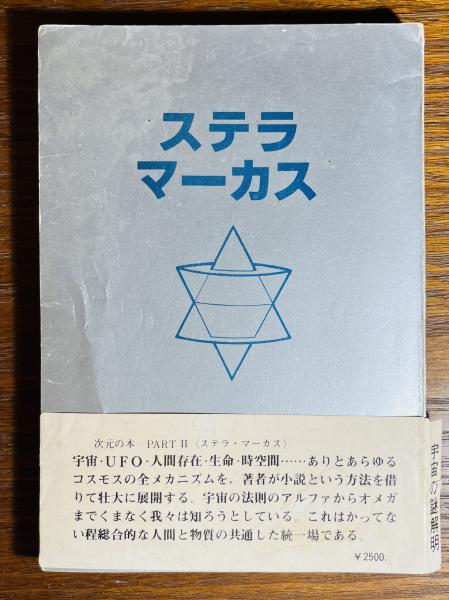 ステラ
マーカス
次元の本 PART II〈ステラ・マーカス〉
宇宙・UFO・人間存在・生命・時空間……ありとあらゆる
コスモスの全メカニズムを、著者が小説という方法を借
りて壮大に展開する。宇宙の法則のアルファからオメガ
までくまなく我々は知ろうとしている。これはかつてな
い程総合的な人間と物質の共通した統一場である。
￥2500.
宇宙の謎解明